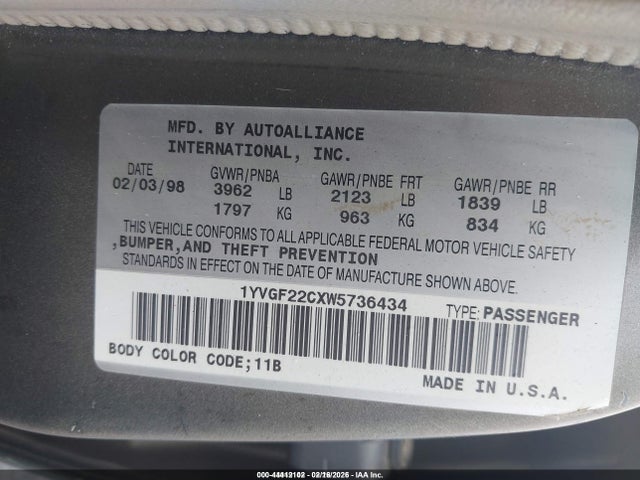 MFD. BY AUTOALLIANCE
INTERNATIONAL, INC.
DATE GVWR/PNBA GAWR/PNBE FRT GAWR/PNBE RR
02/03/98 3962 LB 2123 LB 1839 LB
1797 KG 963 KG 834 KG
THIS VEHICLE CONFORMS TO ALL APPLICABLE FEDERAL MOTOR VEHICLE SAFETY
,BUMPER,AND THEFT PREVENTION
STANDARDS IN EFFECT ON THE DATE OF MANUFACTURE SHOWN ABOVE.
1YVGF22CXW5736434 TYPE: PASSENGER
BODY COLOR CODE;11B
MADE IN U.S.A.
000-44412102 / 02/16/2026 / Copyright IAA, Inc.